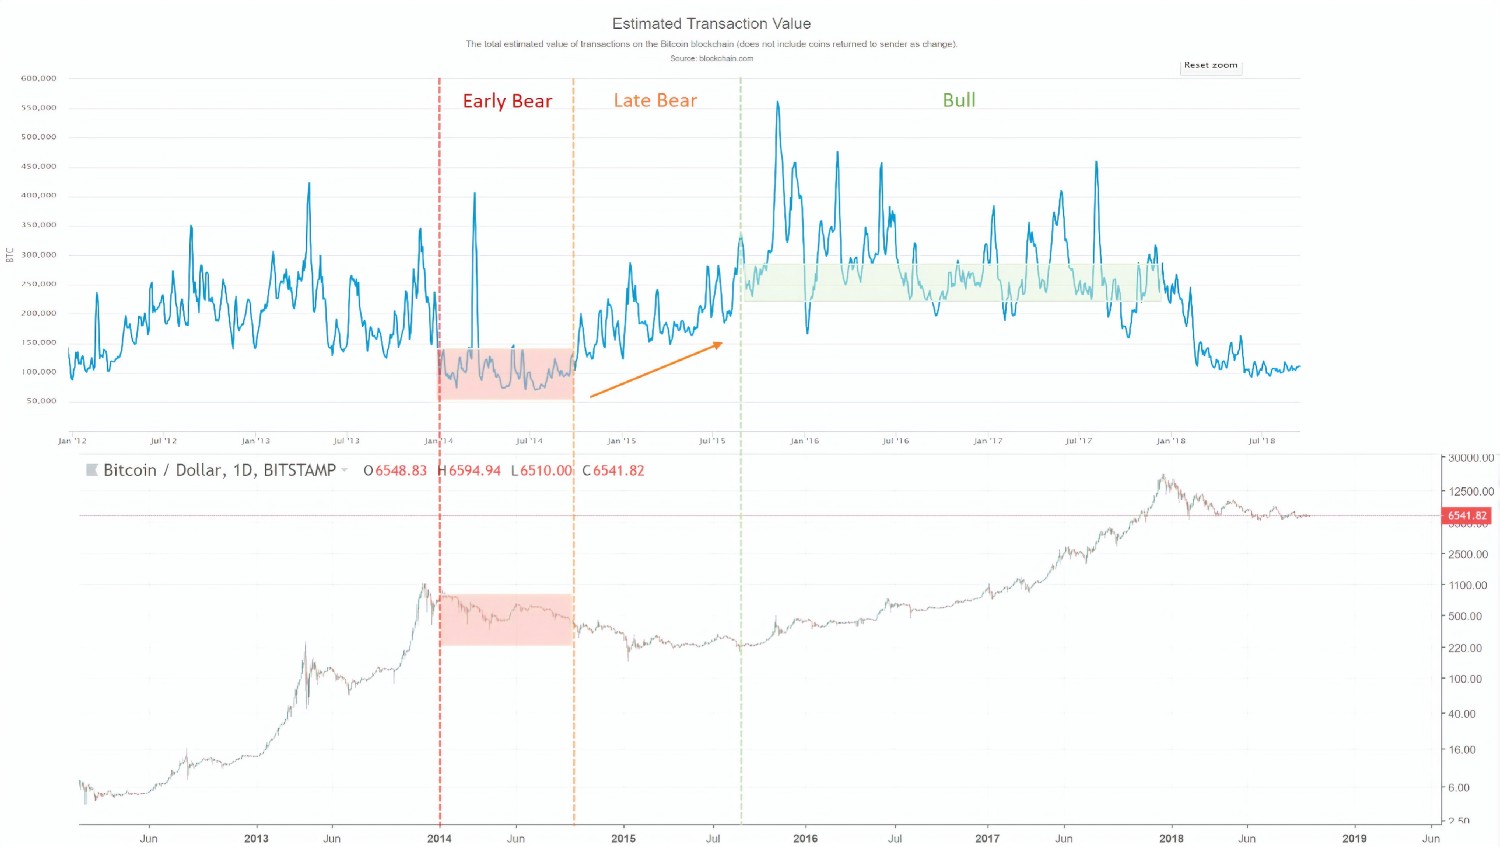 Estimated Transaction Value
The total estimated value of transactions on the Bitcoin blockchain (does not include coins returned to sender as change).
Source: blockchain.com
Reset zoom
600,000
Early Bear
Late Bear
Bull
550,000
500,000
450,000
400,000
350,000
300,000
BTC
250,000
200,000
150,000
100,000
50,000
Jan '12 Jul '12 Jan '13 Jul '13 Jan '14 Jul '14 Jan '15 Jul '15 Jan '16 Jul '16 Jan '17 Jul '17 Jan '18 Jul '18
Bitcoin / Dollar, 1D, BITSTAMP O6548.83 H6594.94 L6510.00 C6541.82
30000.00
12500.00
6541.82
2500.00
1100.00
500.00
220.00
100.00
40.00
16.00
6.00
2.50
Jun 2013 Jun 2014 Jun 2015 Jul 2016 Jul 2017 Jun 2018 Jun 2019 Jun